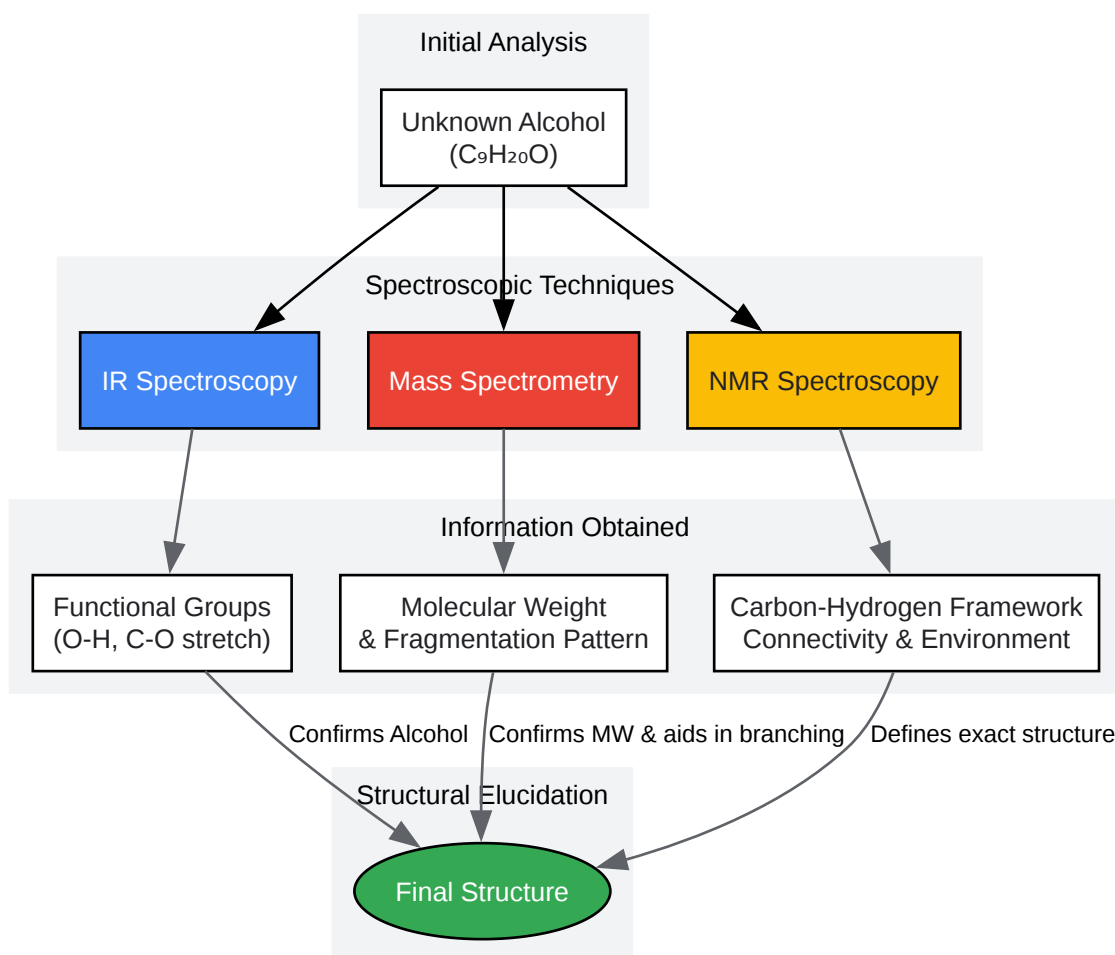 Initial Analysis
Unknown Alcohol
(C₉H₂₀O)
Spectroscopic Techniques
IR Spectroscopy
Mass Spectrometry
NMR Spectroscopy
Information Obtained
Functional Groups
(O-H, C-O stretch)
Molecular Weight
& Fragmentation Pattern
Carbon-Hydrogen Framework
Connectivity & Environment
Confirms Alcohol
Confirms MW & aids in branching
Defines exact structure
Structural Elucidation
Final Structure